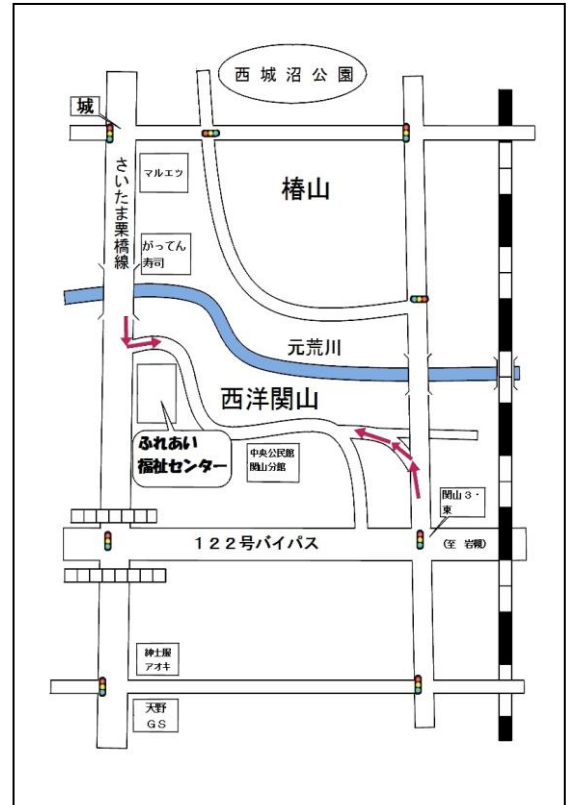 西城沼公園
城
さいたま栗橋線
マルエツ
椿山
がってん
寿司
元荒川
西洋関山
ふれあい
福祉センター
中央公民館
関山分館
関山３・
東
１２２号バイパス
(至 岩槻)
紳士服
アオキ
天野
ＧＳ